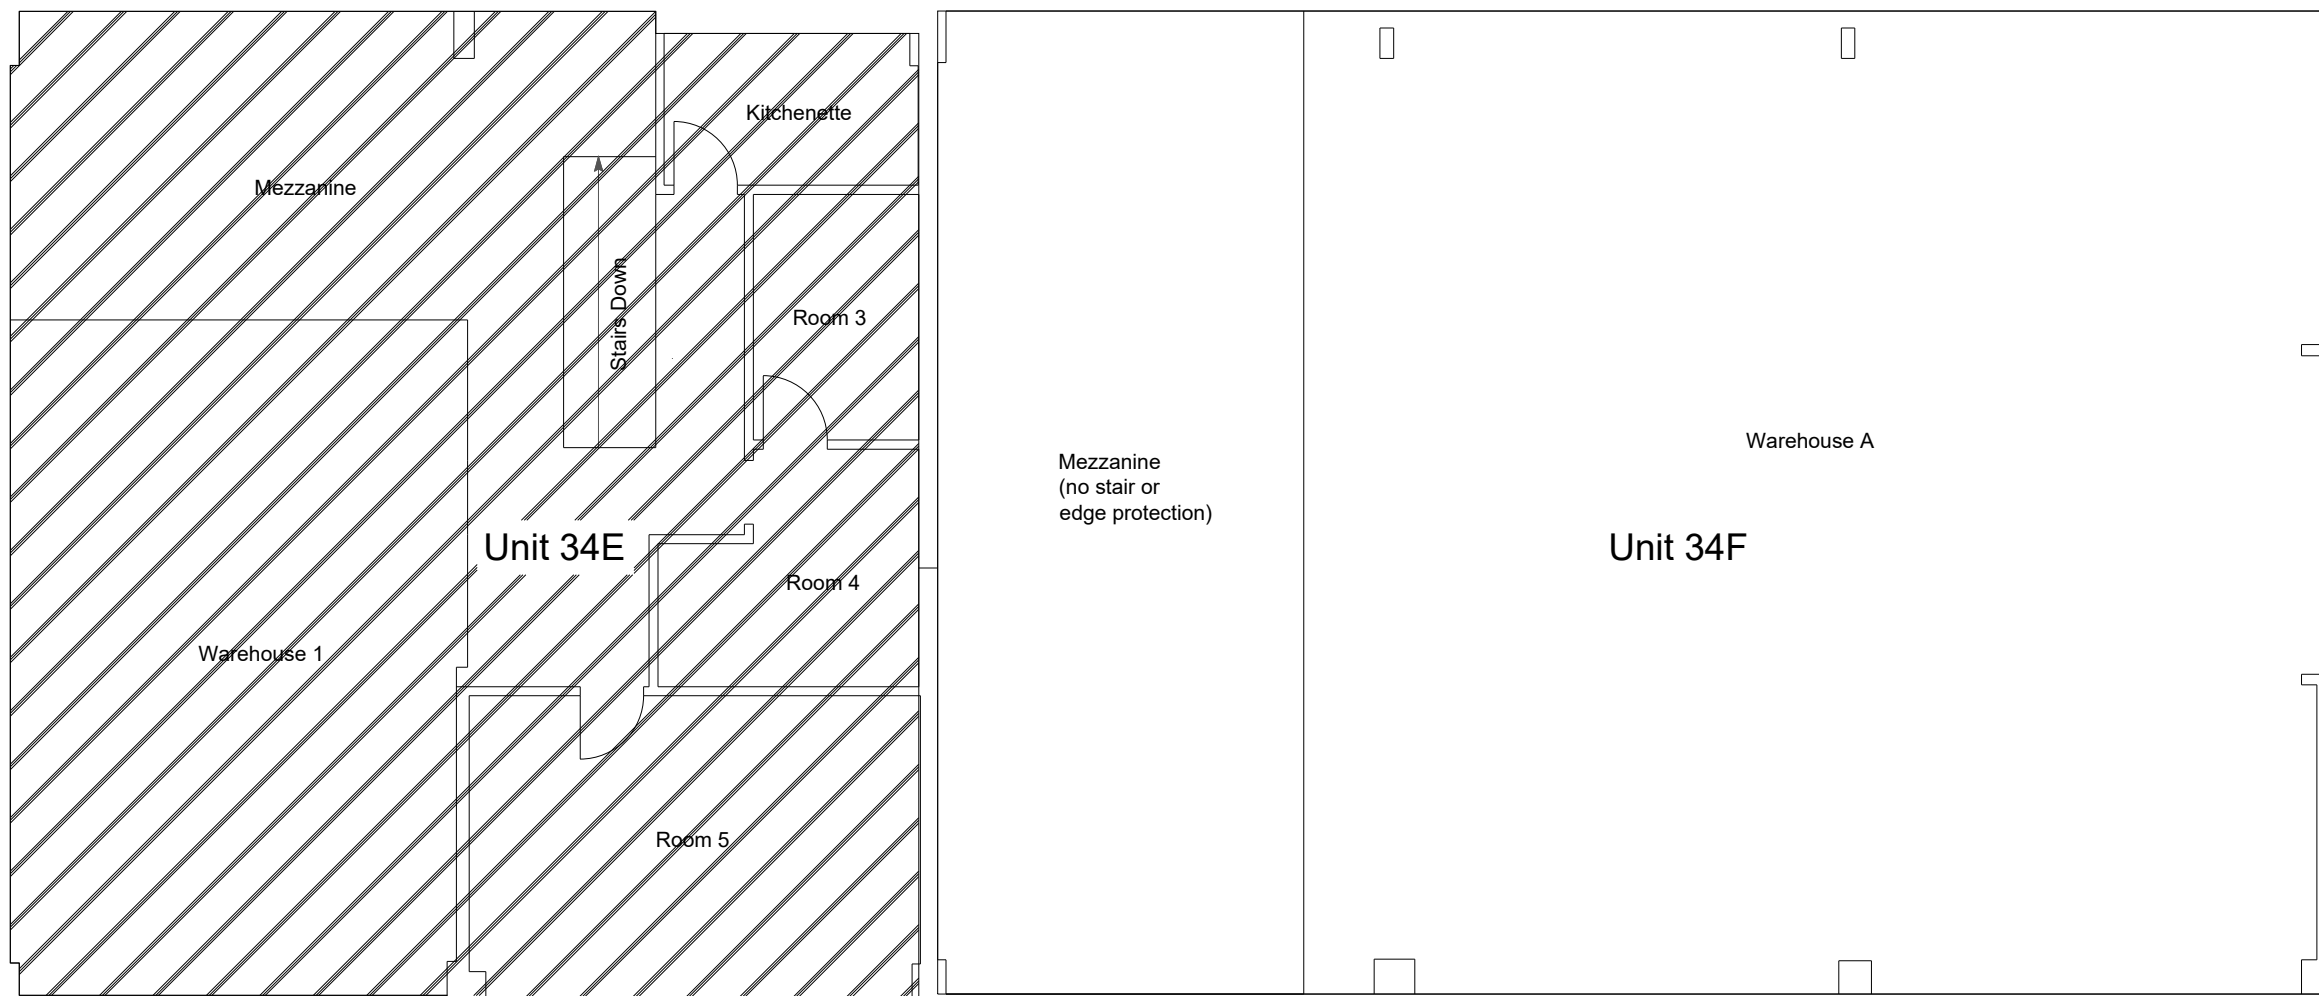 Kitchenette
Mezzanine
Stairs Down
Room 3
Unit 34E
Room 4
Warehouse 1
Room 5
Mezzanine
(no stair or
edge protection)
Warehouse A
Unit 34F